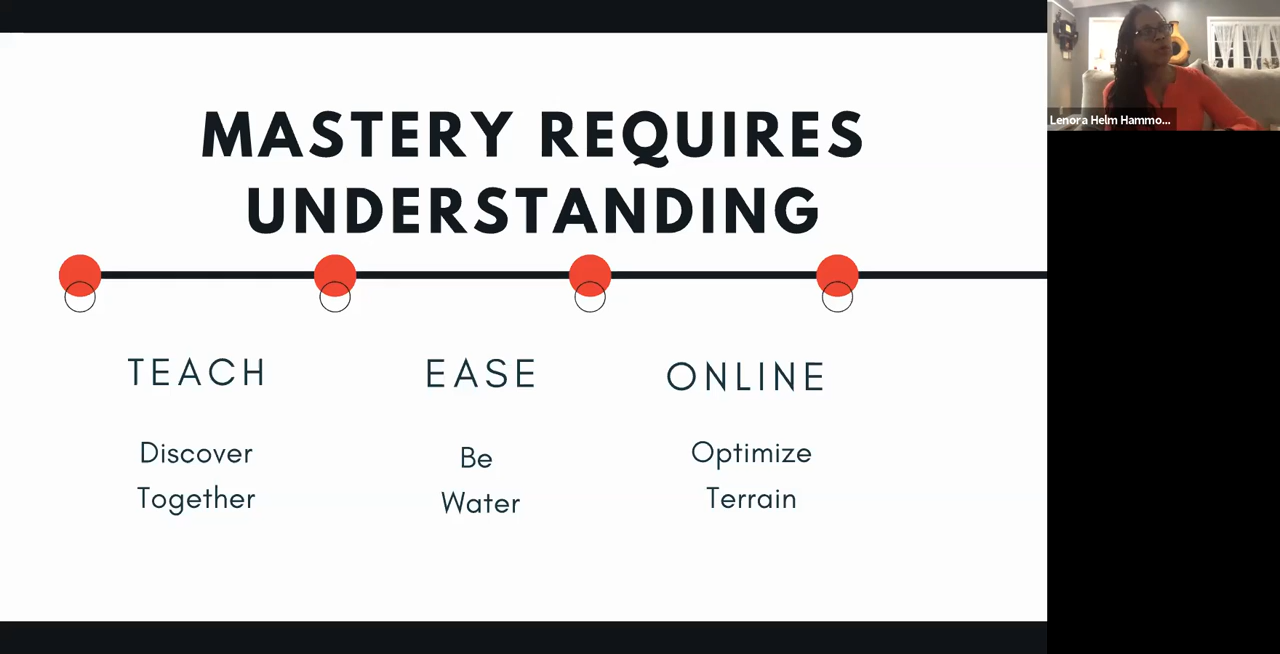 MASTERY REQUIRES
UNDERSTANDING
TEACH
Discover
Together
EASE
Be
Water
ONLINE
Optimize
Terrain
Lenora Helm Hammo...